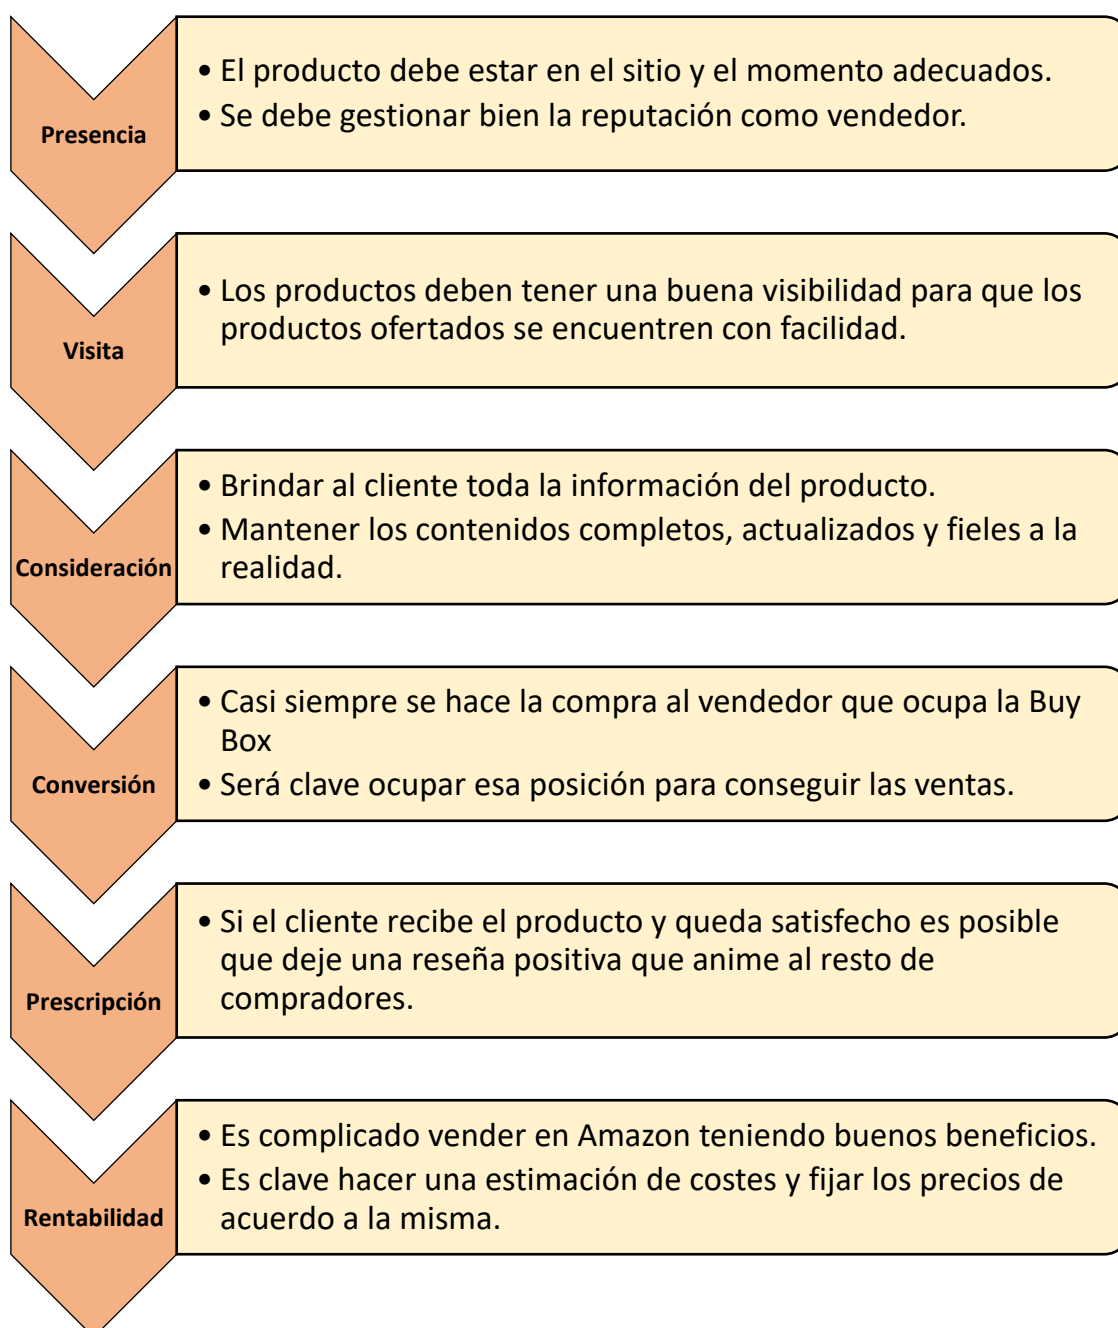 Presencia
• El producto debe estar en el sitio y el momento adecuados.
• Se debe gestionar bien la reputación como vendedor.
Visita
• Los productos deben tener una buena visibilidad para que los
productos ofertados se encuentren con facilidad.
Consideración
• Brindar al cliente toda la información del producto.
• Mantener los contenidos completos, actualizados y fieles a la
realidad.
Conversión
• Casi siempre se hace la compra al vendedor que ocupa la Buy
Box
• Será clave ocupar esa posición para conseguir las ventas.
Prescripción
• Si el cliente recibe el producto y queda satisfecho es posible
que deje una reseña positiva que anime al resto de
compradores.
Rentabilidad
• Es complicado vender en Amazon teniendo buenos beneficios.
• Es clave hacer una estimación de costes y fijar los precios de
acuerdo a la misma.